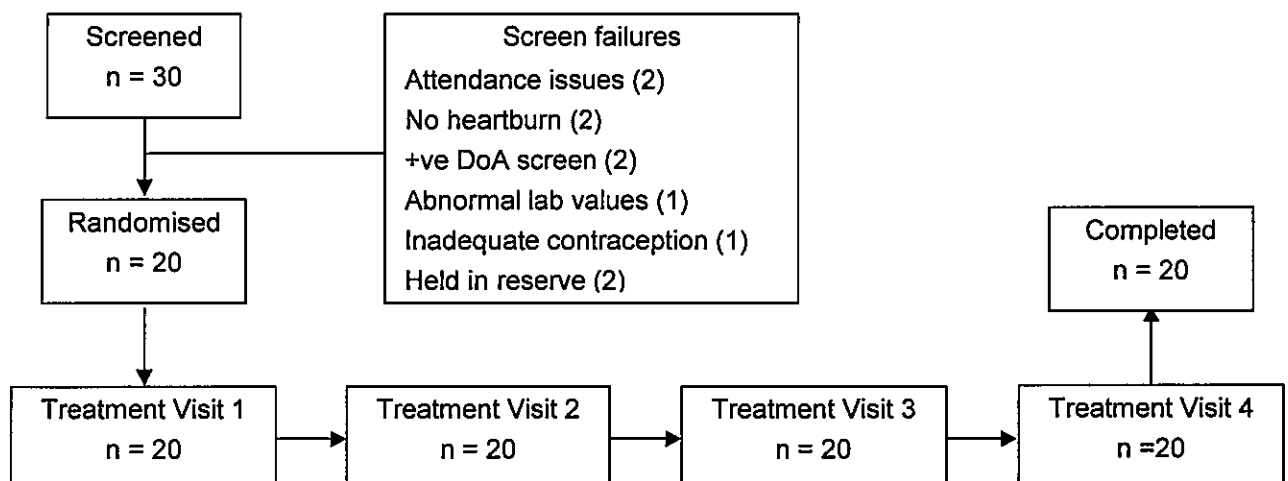 Screened
n = 30
Screen failures
Attendance issues (2)
No heartburn (2)
+ve DoA screen (2)
Abnormal lab values (1)
Inadequate contraception (1)
Held in reserve (2)
Randomised
n = 20
Completed
n = 20
Treatment Visit 1
n = 20
Treatment Visit 2
n = 20
Treatment Visit 3
n = 20
Treatment Visit 4
n =20